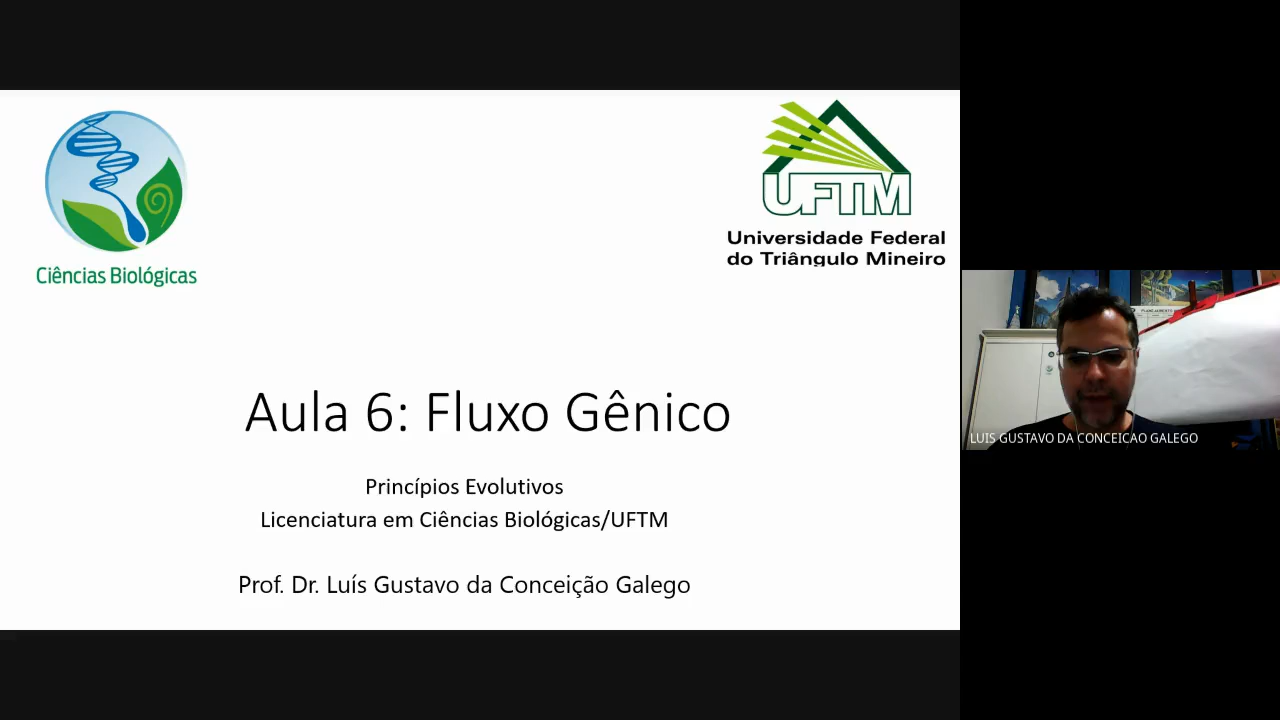 Ciências Biológicas
UFTM
Universidade Federal
do Triângulo Mineiro
Aula 6: Fluxo Gênico
Princípios Evolutivos
Licenciatura em Ciências Biológicas/UFTM
Prof. Dr. Luís Gustavo da Conceição Galego
PLANEJAMENTO
LUIS GUSTAVO DA CONCEICAO GALEGO